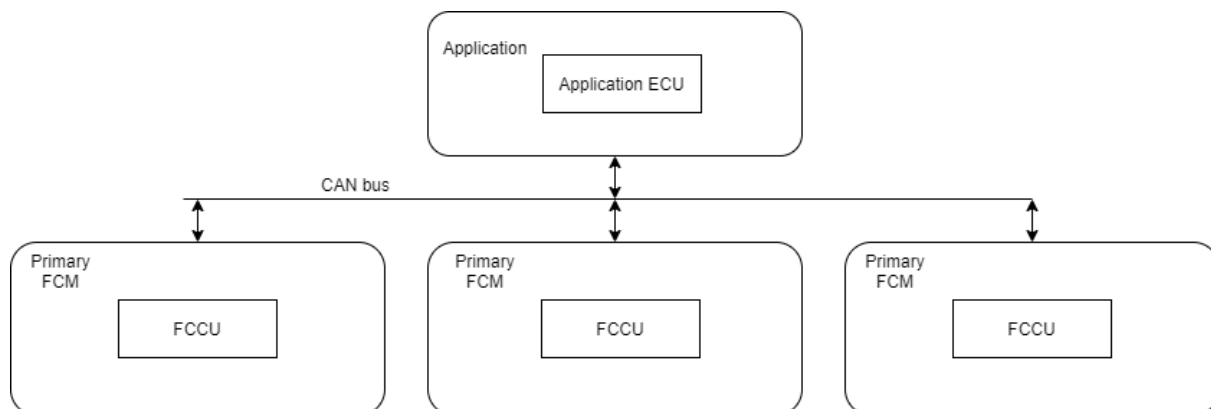 Application
Application ECU
CAN bus
Primary
FCM
FCCU
Primary
FCM
FCCU
Primary
FCM
FCCU